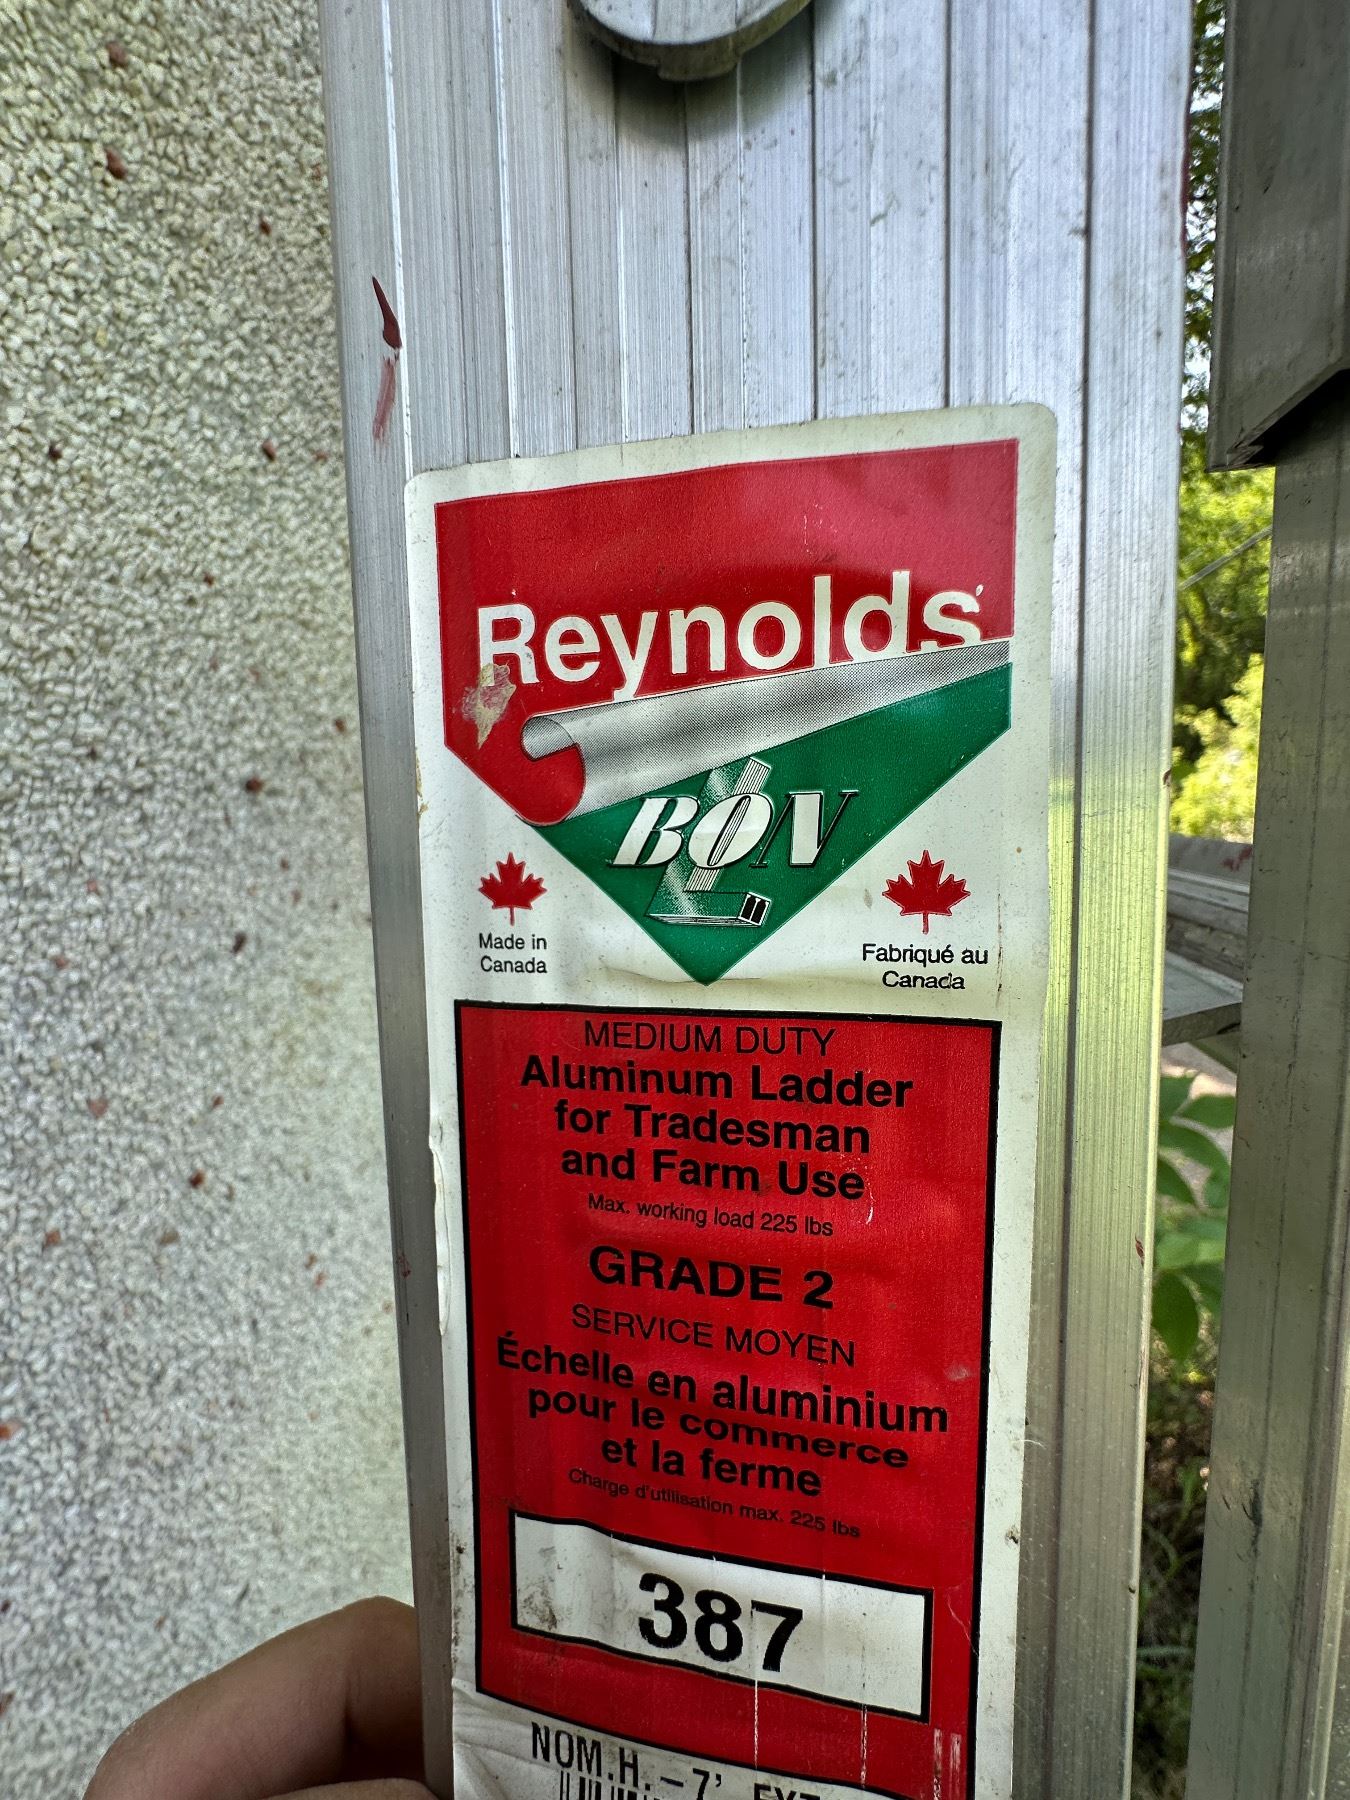 Reynolds
BON
L
Made in
Canada
Fabriqué au
Canada
MEDIUM DUTY
Aluminum Ladder
for Tradesman
and Farm Use
Max. working load 225 lbs
GRADE 2
SERVICE MOYEN
Échelle en aluminium
pour le commerce
et la ferme
Charge d'utilisation max. 225 lbs
387
NOM.H.-7'